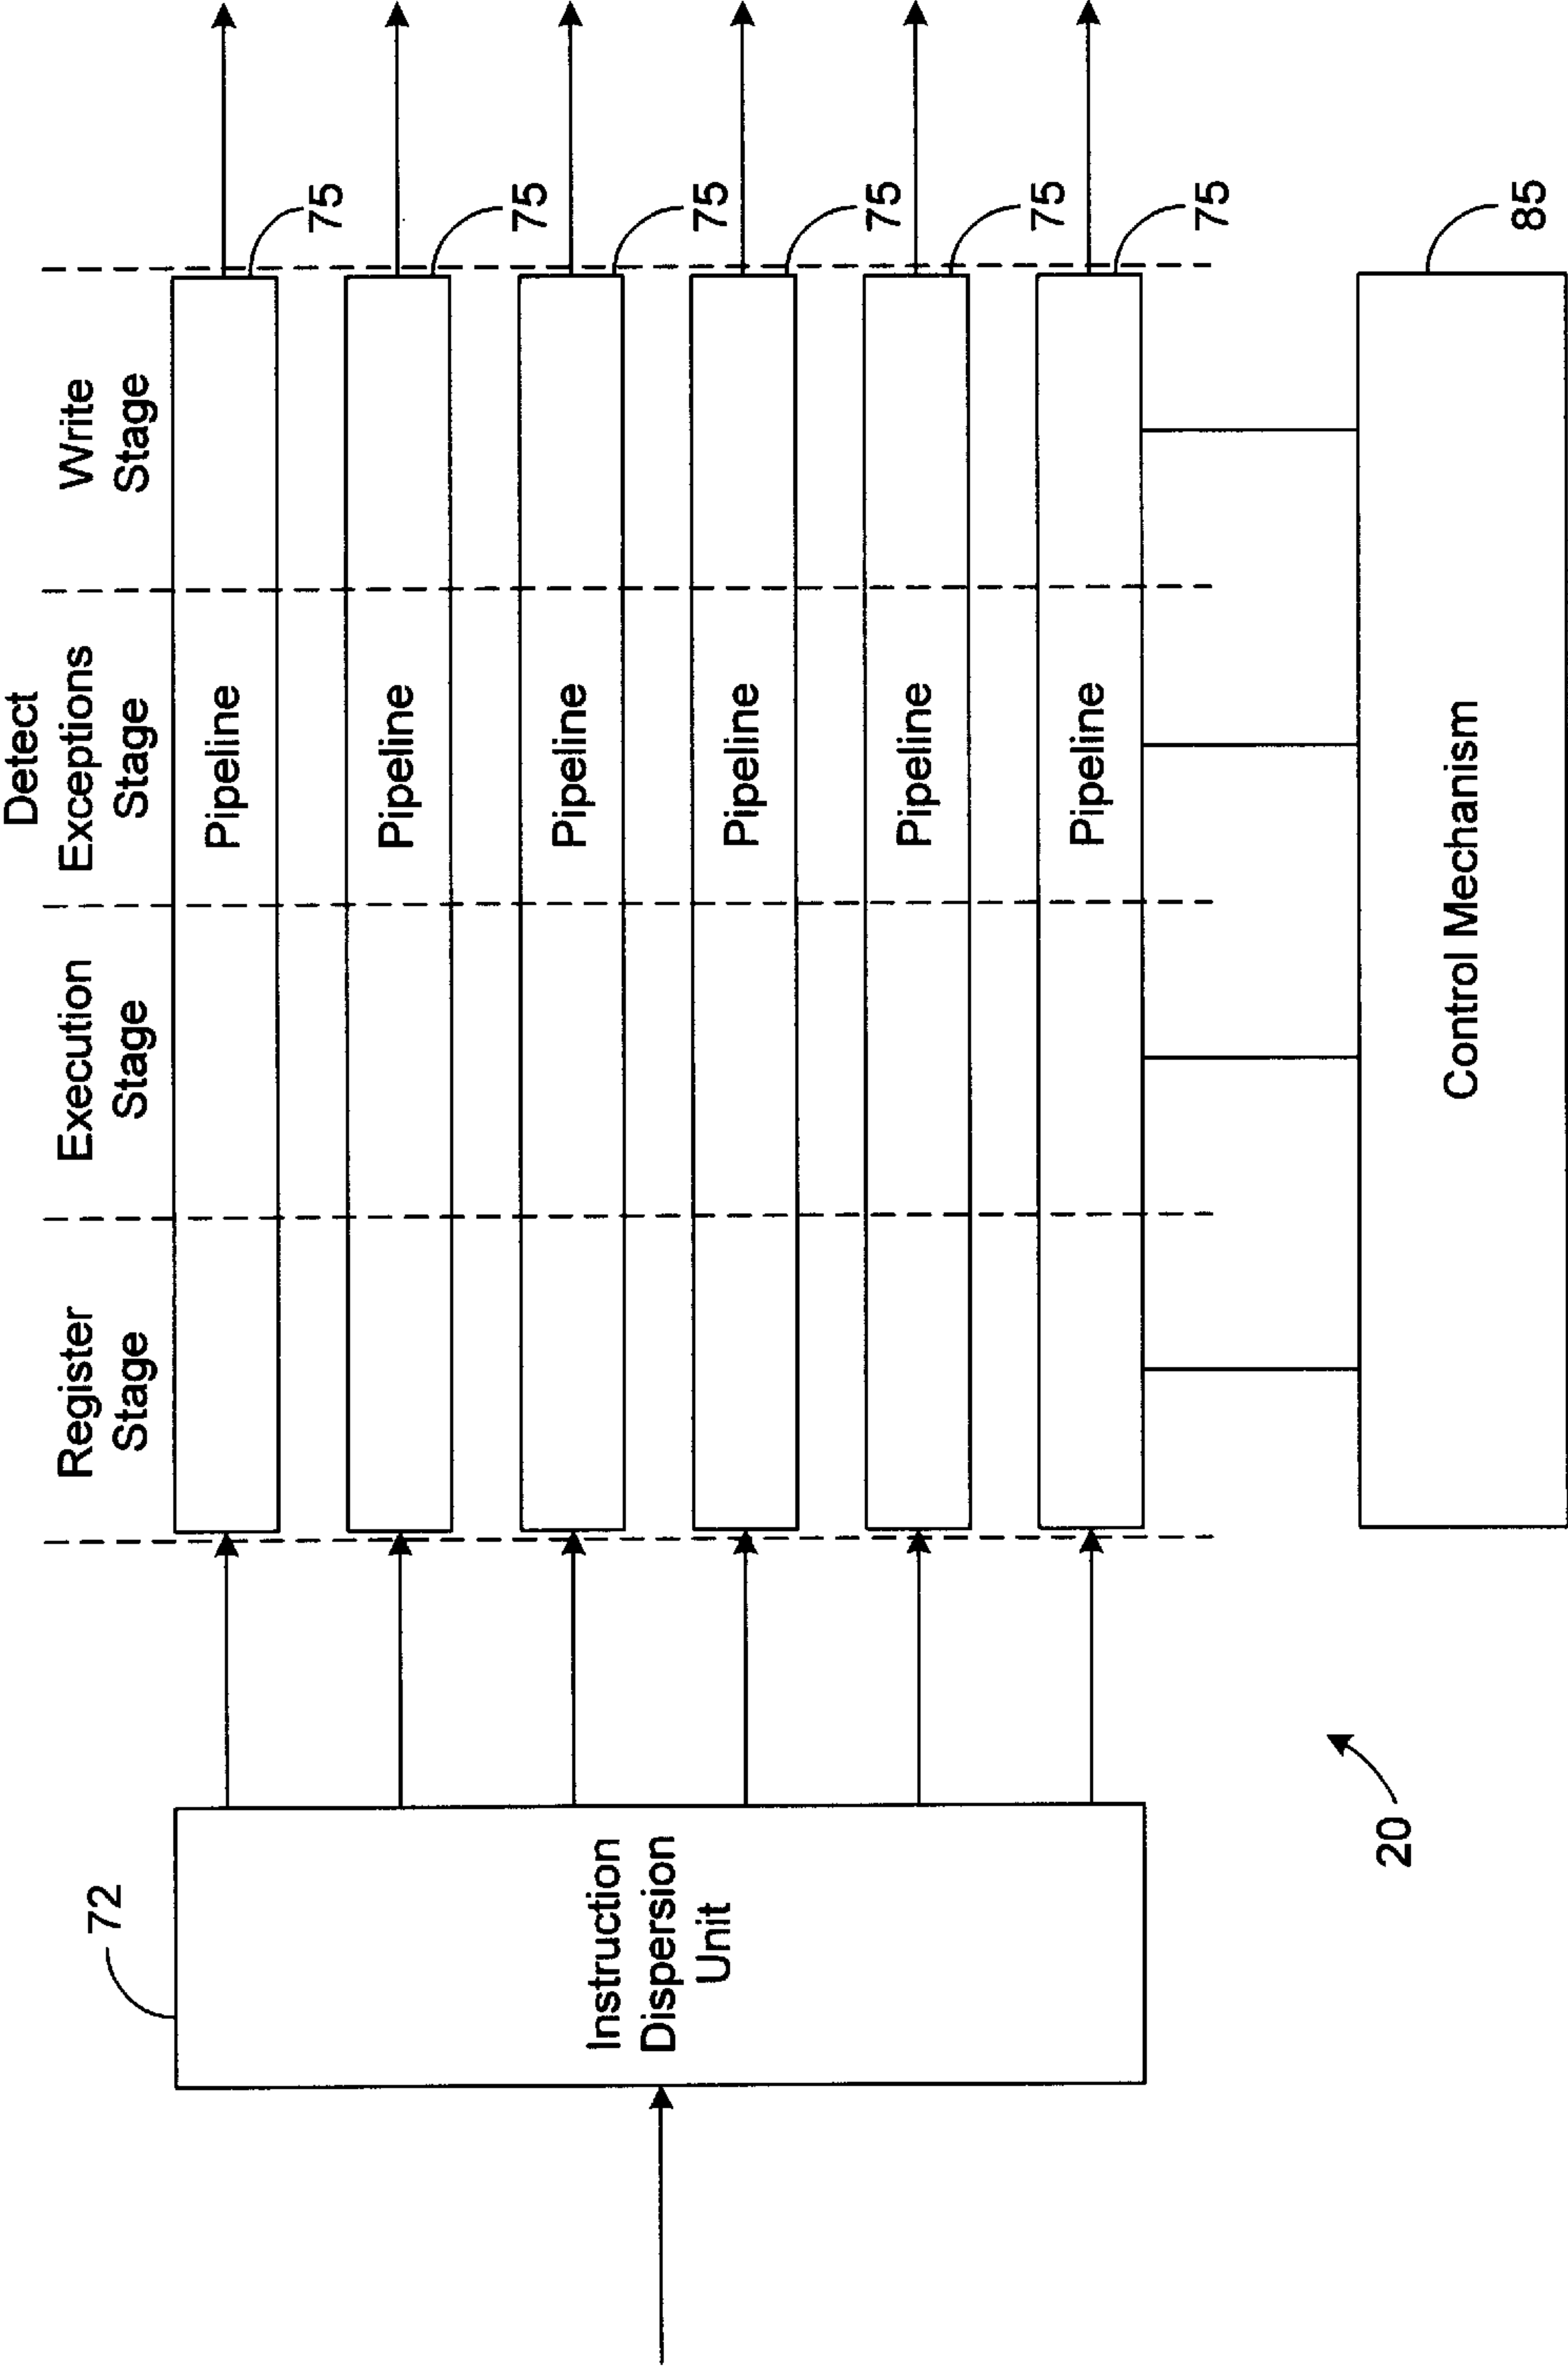 72
Instruction
Dispersion
Unit
Register
Stage
Execution
Stage
Detect
Exceptions
Stage
Write
Stage
Pipeline
75
Pipeline
75
Pipeline
75
Pipeline
75
Pipeline
75
Pipeline
75
Control Mechanism
85
20